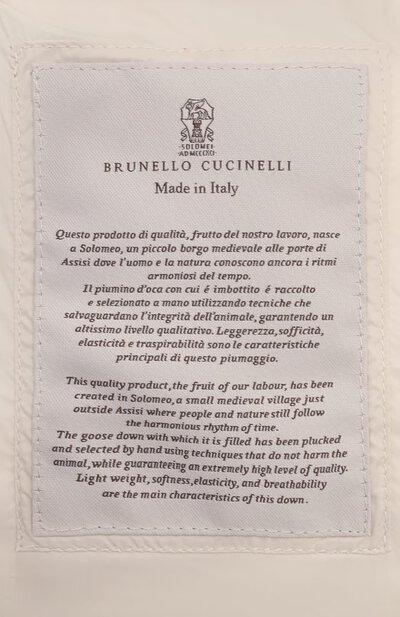 SOLOMEI
BRUNELLO CUCINELLI
Made in Italy
Questo prodotto di qualità, frutto del nostro lavoro, nasce
a Solomeo, un piccolo borgo medievale alle porte di
Assisi dove l'uomo e la natura conoscono ancora i ritmi
armoniosi del tempo.
Il piumino d'oca con cui é imbottito é raccolto
e selezionato a mano utilizzando tecniche che
salvaguardano l'integrità dell'animale, garantendo un
altissimo livello qualitativo. Leggerezza, sofficità,
elasticità e traspirabilità sono le caratteristiche
principali di questo piumaggio.
This quality product, the fruit of our labour, has been
created in Solomeo, a small medieval village just
outside Assisi where people and nature still follow
the harmonious rhythm of time.
The goose down with which it is filled has been plucked
and selected by hand using techniques that do not harm the
animal, while guaranteeing an extremely high level of quality.
Light weight, softness, elasticity, and breathability
are the main characteristics of this down.